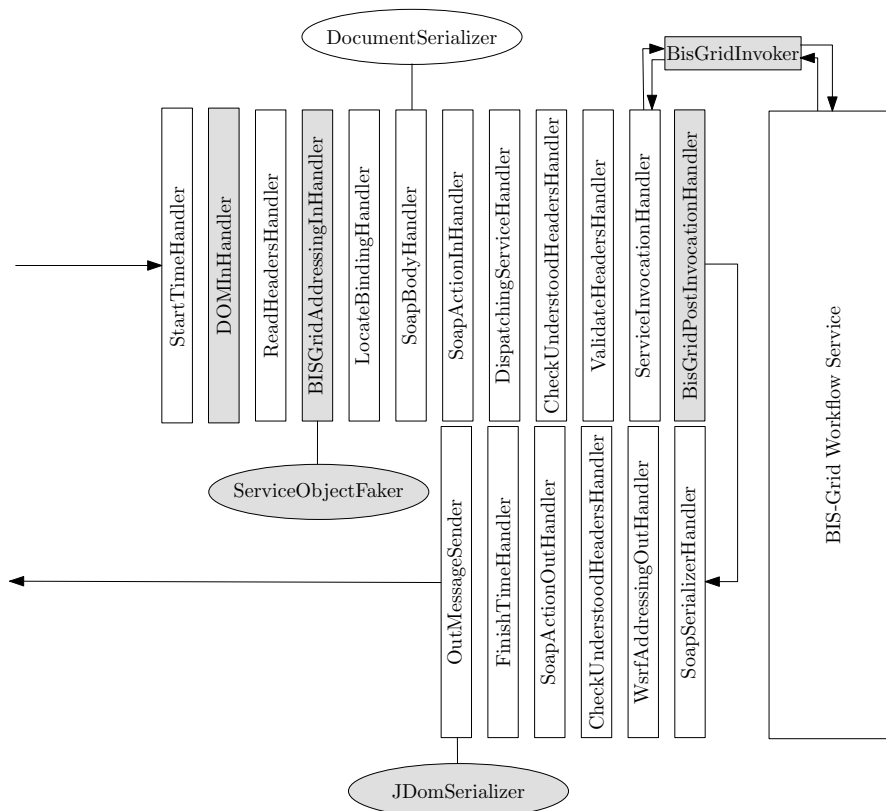 DocumentSerializer
BisGridInvoker
StartTimeHandler
DOMInHandler
ReadHeadersHandler
BISGridAddressingInHandler
LocateBindingHandler
SoapBodyHandler
SoapActionInHandler
DispatchingServiceHandler
CheckUnderstoodHeadersHandler
ValidateHeadersHandler
ServiceInvocationHandler
BisGridPostInvocationHandler
BIS-Grid Workflow Service
ServiceObjectFaker
OutMessageSender
FinishTimeHandler
SoapActionOutHandler
CheckUnderstoodHeadersHandler
WsrfAddressingOutHandler
SoapSerializerHandler
JDomSerializer